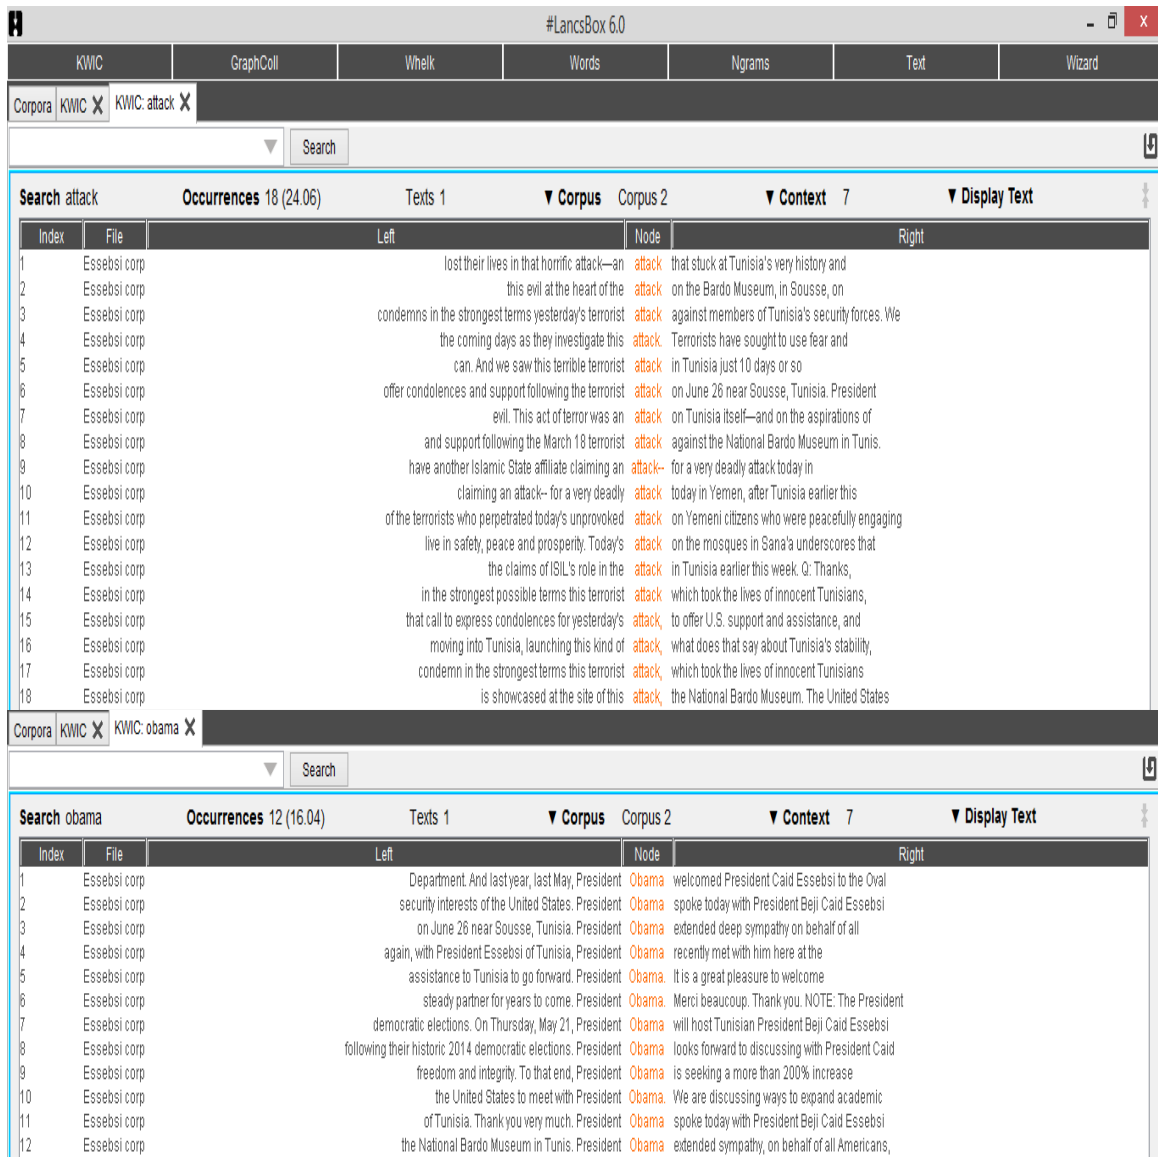 #LancsBox 6.0
KWIC GraphColl Whelk Words Ngrams Text Wizard
Corpora KWIC KWIC: attack
Search
Search attack Occurrences 18 (24.06) Texts 1 ▼ Corpus Corpus 2 ▼ Context 7 ▼ Display Text
Index File Left Node Right
1 Essebsi corp lost their lives in that horrific attack—an attack that stuck at Tunisia's very history and
2 Essebsi corp this evil at the heart of the attack on the Bardo Museum, in Sousse, on
3 Essebsi corp condemns in the strongest terms yesterday's terrorist attack against members of Tunisia's security forces. We
4 Essebsi corp the coming days as they investigate this attack. Terrorists have sought to use fear and
5 Essebsi corp can. And we saw this terrible terrorist attack in Tunisia just 10 days or so
6 Essebsi corp offer condolences and support following the terrorist attack on June 26 near Sousse, Tunisia. President
7 Essebsi corp evil. This act of terror was an attack on Tunisia itself—and on the aspirations of
8 Essebsi corp and support following the March 18 terrorist attack against the National Bardo Museum in Tunis.
9 Essebsi corp have another Islamic State affiliate claiming an attack-- for a very deadly attack today in
10 Essebsi corp claiming an attack-- for a very deadly attack today in Yemen, after Tunisia earlier this
11 Essebsi corp of the terrorists who perpetrated today's unprovoked attack on Yemeni citizens who were peacefully engaging
12 Essebsi corp live in safety, peace and prosperity. Today's attack on the mosques in Sana'a underscores that
13 Essebsi corp the claims of ISIL's role in the attack in Tunisia earlier this week. Q: Thanks,
14 Essebsi corp in the strongest possible terms this terrorist attack which took the lives of innocent Tunisians,
15 Essebsi corp that call to express condolences for yesterday's attack, to offer U.S. support and assistance, and
16 Essebsi corp moving into Tunisia, launching this kind of attack, what does that say about Tunisia's stability,
17 Essebsi corp condemn in the strongest terms this terrorist attack, which took the lives of innocent Tunisians
18 Essebsi corp is showcased at the site of this attack, the National Bardo Museum. The United States
Corpora KWIC KWIC: obama
Search
Search obama Occurrences 12 (16.04) Texts 1 ▼ Corpus Corpus 2 ▼ Context 7 ▼ Display Text
Index File Left Node Right
1 Essebsi corp Department. And last year, last May, President Obama welcomed President Caid Essebsi to the Oval
2 Essebsi corp security interests of the United States. President Obama spoke today with President Beji Caid Essebsi
3 Essebsi corp on June 26 near Sousse, Tunisia. President Obama extended deep sympathy on behalf of all
4 Essebsi corp again, with President Essebsi of Tunisia, President Obama recently met with him here at the
5 Essebsi corp assistance to Tunisia to go forward. President Obama. It is a great pleasure to welcome
6 Essebsi corp steady partner for years to come. President Obama. Merci beaucoup. Thank you. NOTE: The President
7 Essebsi corp democratic elections. On Thursday, May 21, President Obama will host Tunisian President Beji Caid Essebsi
8 Essebsi corp following their historic 2014 democratic elections. President Obama looks forward to discussing with President Caid
9 Essebsi corp freedom and integrity. To that end, President Obama is seeking a more than 200% increase
10 Essebsi corp the United States to meet with President Obama. We are discussing ways to expand academic
11 Essebsi corp of Tunisia. Thank you very much. President Obama spoke today with President Beji Caid Essebsi
12 Essebsi corp the National Bardo Museum in Tunis. President Obama extended sympathy, on behalf of all Americans,